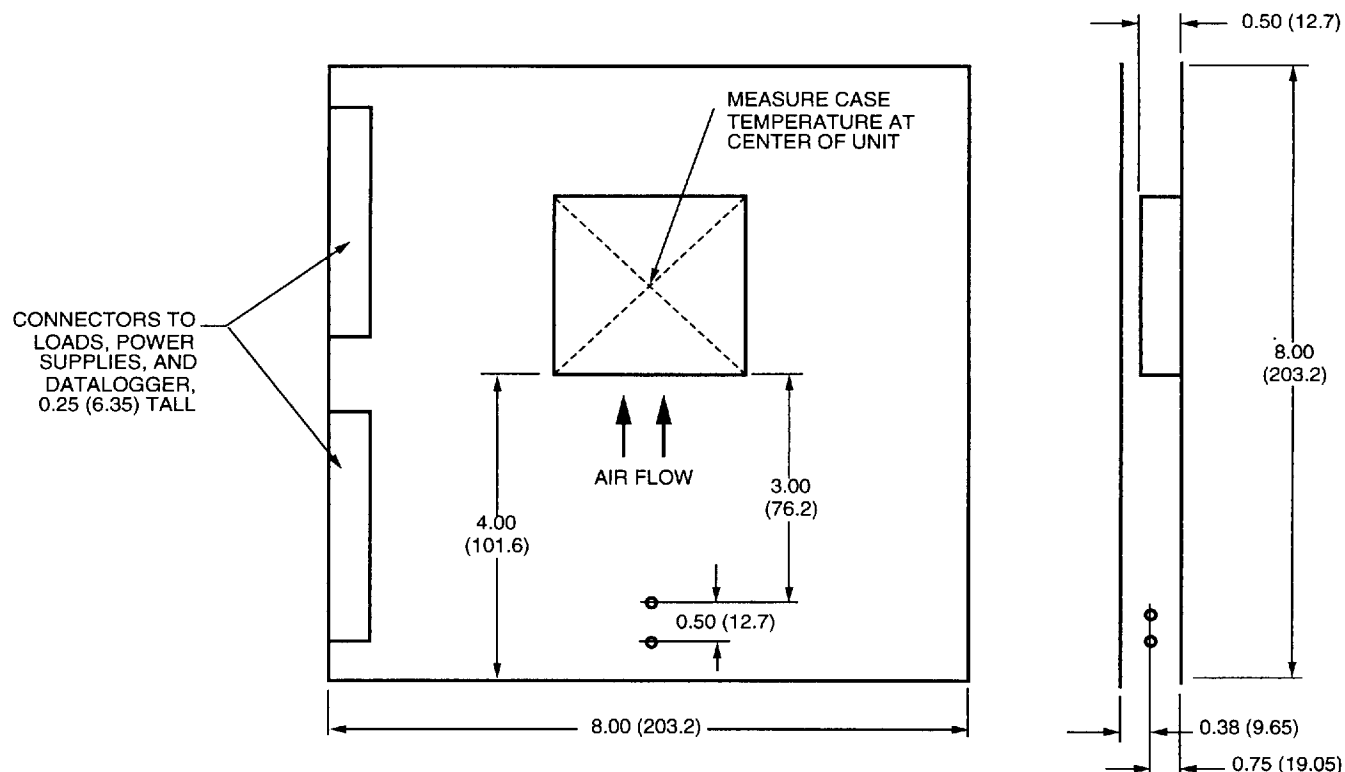 0.50 (12.7)
MEASURE CASE
TEMPERATURE AT
CENTER OF UNIT
CONNECTORS TO
LOADS, POWER
SUPPLIES, AND
DATALOGGER,
0.25 (6.35) TALL
8.00
(203.2)
AIR FLOW
3.00
(76.2)
4.00
(101.6)
0.50 (12.7)
8.00 (203.2)
0.38 (9.65)
0.75 (19.05)